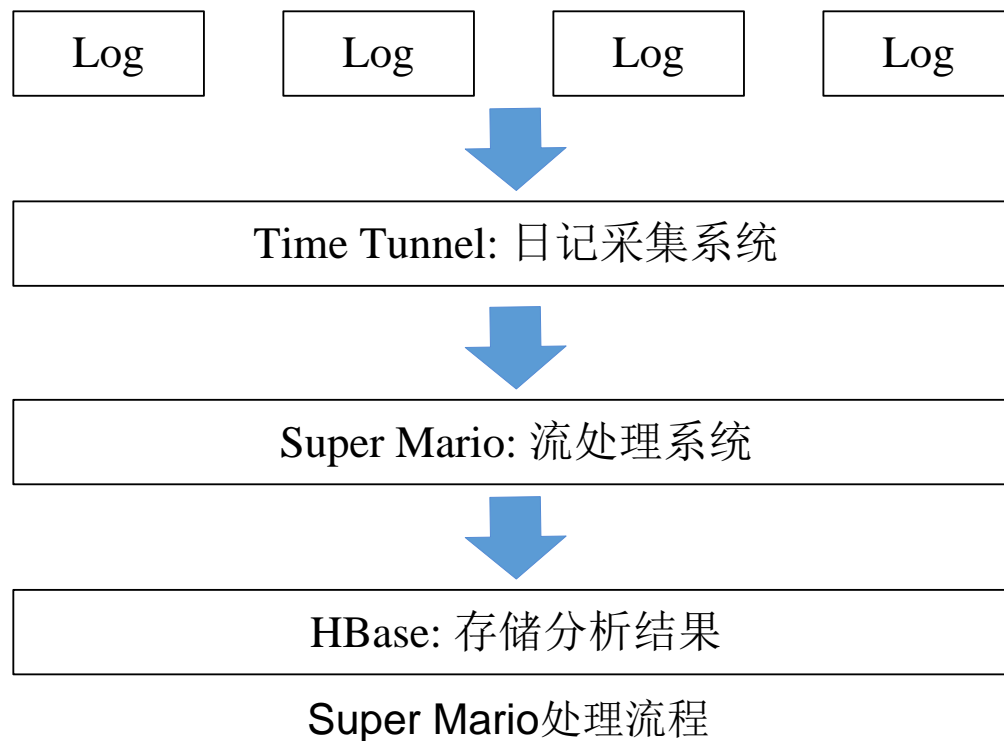 Log Log Log Log
Time Tunnel: 日记采集系统
Super Mario: 流处理系统
HBase: 存储分析结果
Super Mario处理流程